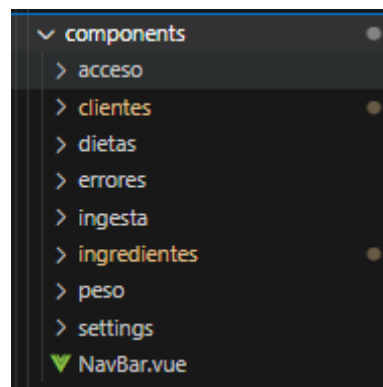 components
acceso
clientes
dietas
errores
ingesta
ingredientes
peso
settings
NavBar.vue